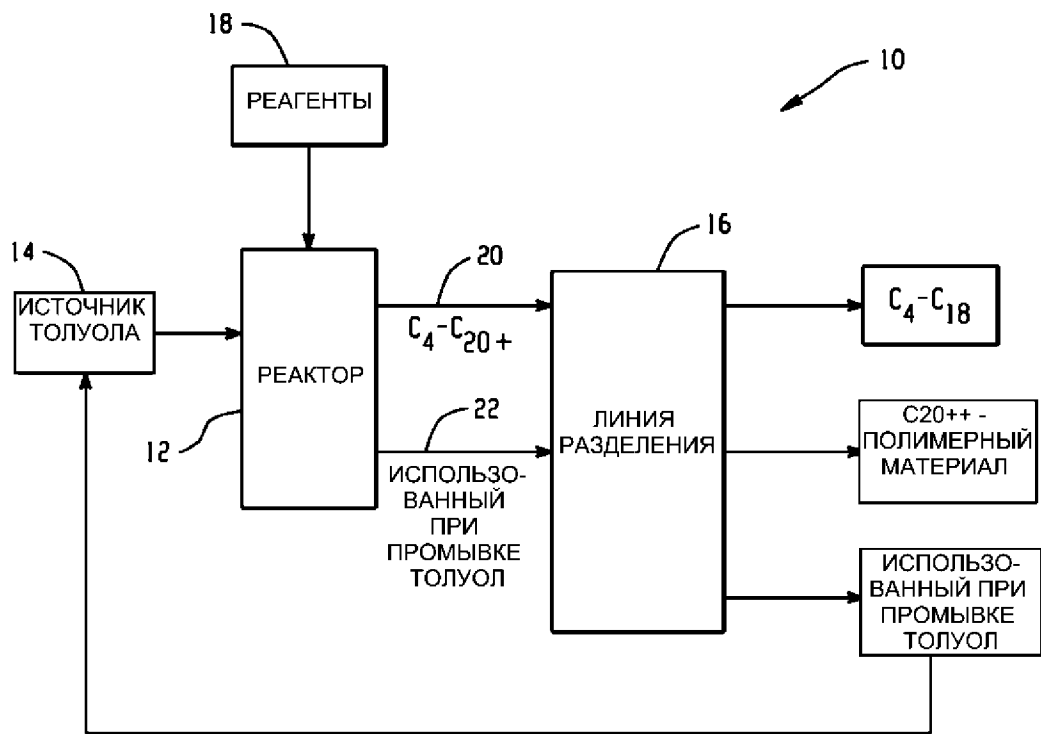 18
10
РЕАГЕНТЫ
14
ИСТОЧНИК
ТОЛУОЛА
РЕАКТОР
12
20
C4-C20+
22
ИСПОЛЬЗО-
ВАННЫЙ
ПРИ
ПРОМЫВКЕ
ТОЛУОЛ
16
ЛИНИЯ
РАЗДЕЛЕНИЯ
C4-C18
C20++ -
ПОЛИМЕРНЫЙ
МАТЕРИАЛ
ИСПОЛЬЗО-
ВАННЫЙ ПРИ
ПРОМЫВКЕ
ТОЛУОЛ